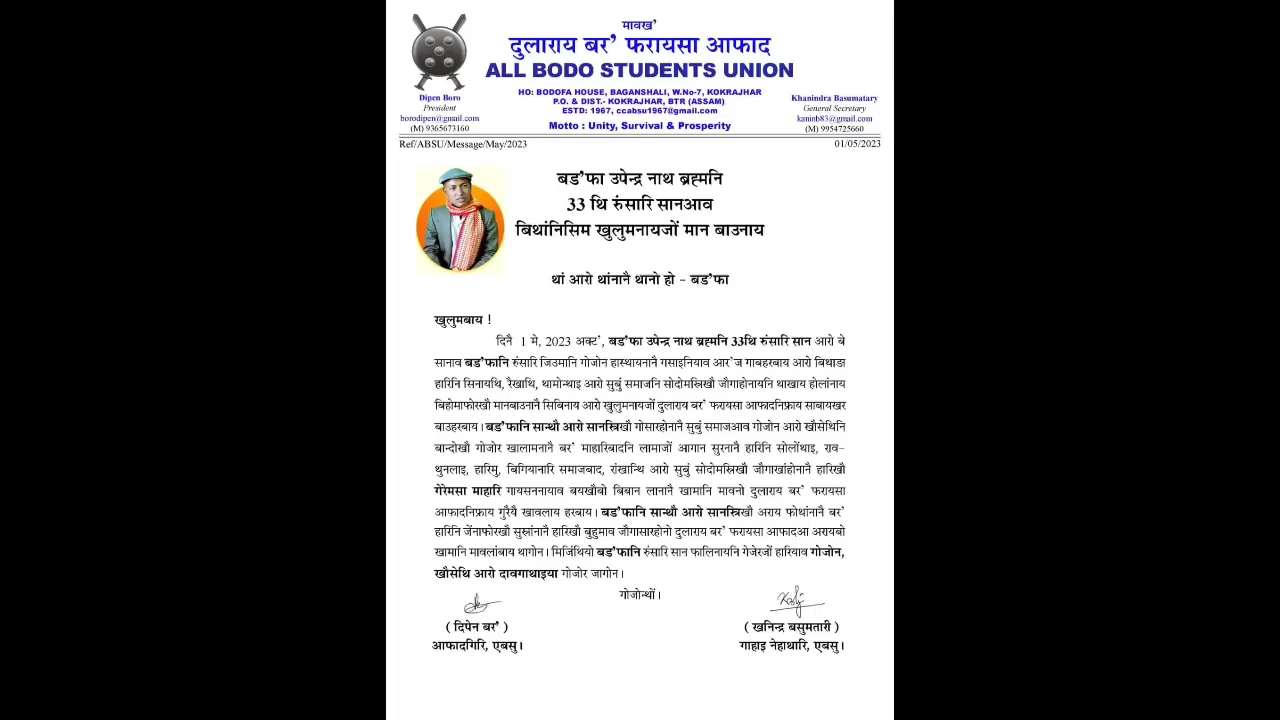 मावख'
दुलाराय बर' फरायसा आफाद
ALL BODO STUDENTS UNION
HO: BODOFA HOUSE, BAGANSHALI, W.No-7, KOKRAJHAR
P.O. & DIST.- KOKRAJHAR, BTR (ASSAM)
ESTD: 1967, ccabsu1967@gmail.com
Motto : Unity, Survival & Prosperity
Dipen Boro
President
borodipen@gmail.com
(M) 9365673160
Khanindra Basumatary
General Secretary
kaninb83@gmail.com
(M) 9954725660
Ref/ABSU/Message/May/2023
01/05/2023
बड'फा उपेन्द्र नाथ ब्रह्मनि
33 थि रुंसारि सानआव
बिथांनिसिम खुलुमनायजों मान बाउनाय
थां आरो थांनानै थानो हो - बड'फा
खुलुमबाय !
दिनै 1 मे, 2023 अक्ट', बड'फा उपेन्द्र नाथ ब्रह्मनि 33थि रुंसारि सान आरो बे
सानाव बड'फानि रुंसारि जिउमानि गोजोन हास्थायनानै गसाइनियाव आर'ज गाबहरबाय आरो बिथाङा
हारिनि सिनायथि, रैखाथि, थामोन्थाइ आरो सुबुं समाजनि सोदोमस्निखौ जौगाहोनायनि थाखाय होलांनाय
बिहोमाफोरखौ मानबाउनानै सिबिनाय आरो खुलुमनायजों दुलाराय बर' फरायसा आफादनिफ्राय साबायखर
बाउहरबाय। बड'फानि सान्थौ आरो सानस्रिखौ गोसारहोनानै सुबुं समाजआव गोजोन आरो खौसेथिनि
बान्दोखौ गोजोर खालामनानै बर' माहारिबादनि लामाजों आगान सुरनानै हारिनि सोलोंथाइ, राव-
थुनलाइ, हारिमु, बिगियानारि समाजबाद, रांखान्थि आरो सुबुं सोदोमस्निखौ जौगाखांहोनानै हारिखौ
गेरेमसा माहारि गायसननायाव बयखौबो बिबान लानानै खामानि मावनो दुलाराय बर' फरायसा
आफादनिफ्राय गुरैयै खावलाय हरबाय। बड'फानि सान्थौ आरो सानस्रिखौ अराय फोथांनानै बर'
हारिनि जेंनाफोरखौ सुस्रांनानै हारिखौ बुहुमाव जौगासारहोनो दुलाराय बर' फरायसा आफादआ अरायबो
खामानि मावलांबाय थागोन। मिजिंथियो बड'फानि रुंसारि सान फालिनायनि गेजेरजों हारियाव गोजोन,
खौसेथि आरो दावगाथाइया गोजोर जागोन।
गोजोन्थों।
( दिपेन बर' )
आफादगिरि, एबसु।
( खनिन्द्र बसुमतारी )
गाहाइ नेहाथारि, एबसु।